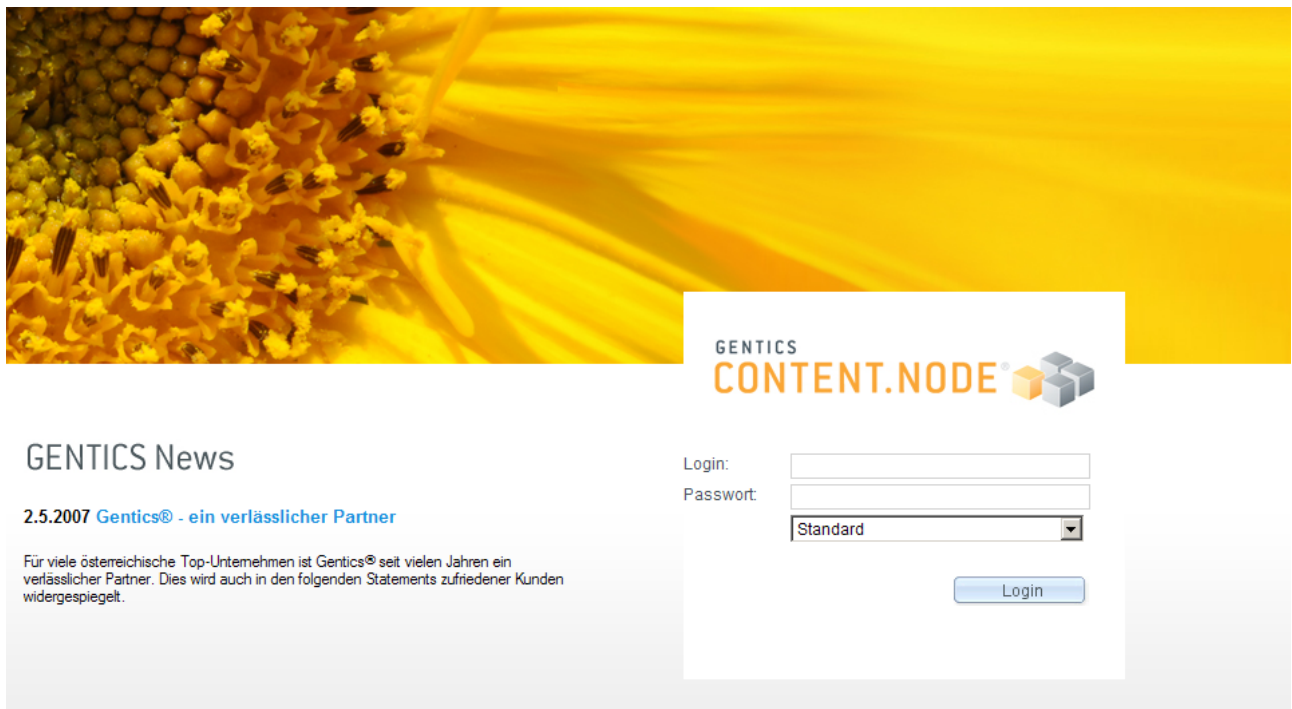 GENTICS
CONTENT.NODE®
GENTICS News
2.5.2007 Gentics® - ein verlässlicher Partner
Für viele österreichische Top-Unternehmen ist Gentics® seit vielen Jahren ein
verlässlicher Partner. Dies wird auch in den folgenden Statements zufriedener Kunden
widergespiegelt.
Login:
Passwort:
Standard
Login